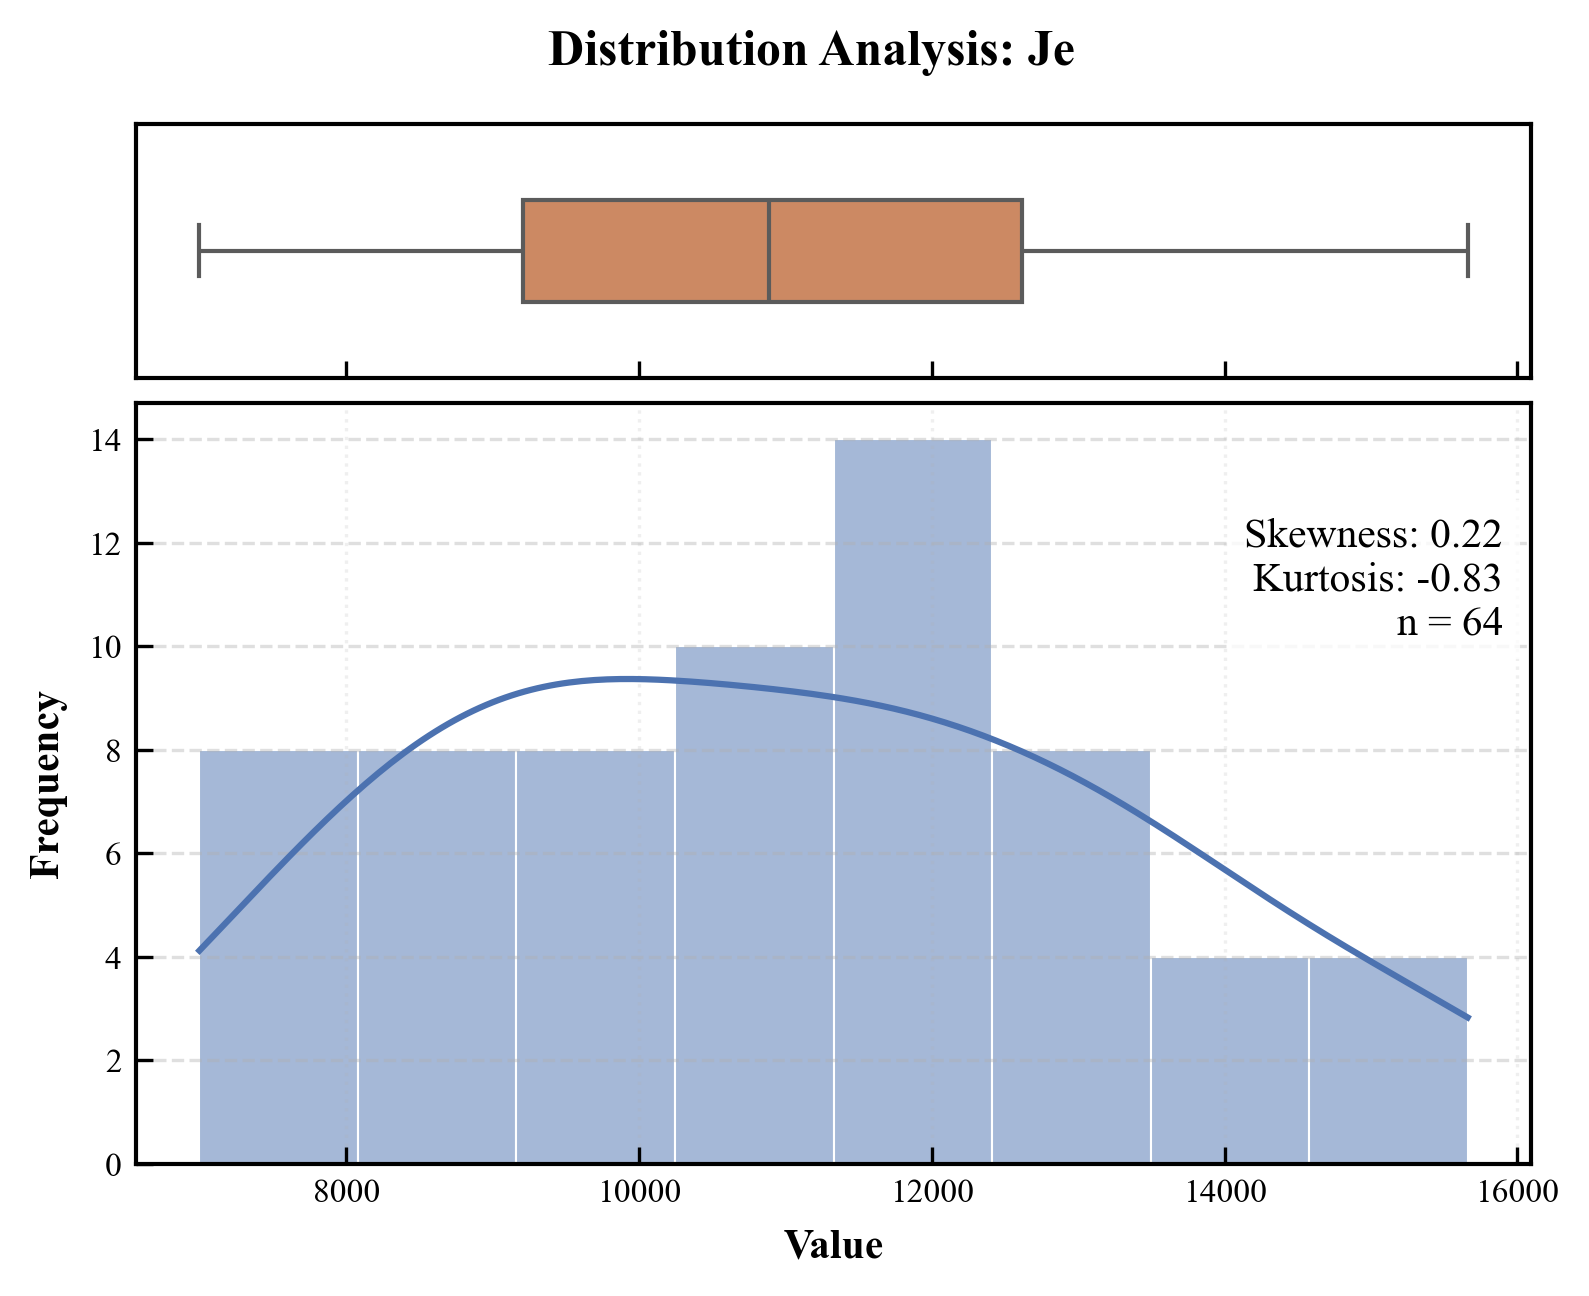 Distribution Analysis: Je
14
12
10
8
6
4
2
0
Frequency
Skewness: 0.22
Kurtosis: -0.83
n = 64
8000 10000 12000 14000 16000
Value